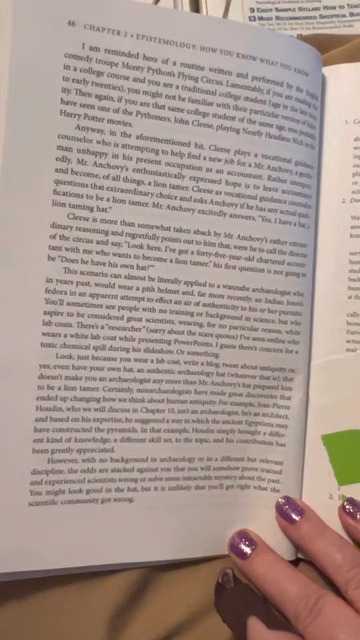 9 EIGHT SAMPLE SYLLABI: HOW TO TEAC
13 MOST RECOMMENDED SKEPTICAL B
46 CHAPTER 2 • EPISTEMOLOGY: HOW YOU KNOW WHAT YOU KNOW
I am reminded here of a routine written and performed by the English
comedy troupe Monty Python's Flying Circus. Lamentably, if you are reading
in a college course and you are a traditional college student (age in the late teens
to early twenties), you might not be familiar with their particular version of
ity. Then again, if you are that same college student of the same age, you
have seen one of the Pythoners, John Cleese, playing Nearly Headless Nick in
Harry Potter movies.
Anyway, in the aforementioned bit, Cleese plays a vocational guidance
counselor who is attempting to help find a new job for a Mr. Anchovy, a
man unhappy in his present occupation as an accountant. Rather
edly, Mr. Anchovy's enthusiastically expressed hope is to leave accountancy
and become, of all things, a lion tamer. Cleese as vocational guidance counselor
questions that extraordinary choice and asks Anchovy if he has any actual quali-
fications to be a lion tamer. Mr. Anchovy excitedly answers, "Yes, I have a
lion taming hat."
Cleese is more than somewhat taken aback by Mr. Anchovy's rather extraor-
dinary reasoning and regretfully points out to him that, were he to call the director
of the circus and say, "Look here, I've got a forty-five-year-old chartered accoun-
tant with me who wants to become a lion tamer," his first question is not going to
be "Does he have his own hat?"
This scenario can almost be literally applied to a wannabe archaeologist who,
in years past, would wear a pith helmet and, far more recently, an Indian Jones
fedora in an apparent attempt to effect an air of authenticity to his or her pursuits.
You'll sometimes see people with no training or background in science, but who
aspire to be considered great scientists, wearing, for no particular reason, white
lab coats. There's a "researcher" (sorry about the scare quotes) I've seen online who
wears a white lab coat while presenting PowerPoints. I guess there's concern for a
toxic chemical spill during his slideshow. Or something.
Look, just because you wear a lab coat, write a blog, tweet about antiquity, or,
yes, even have your own hat, an authentic archaeology hat (whatever that is) that
doesn't make you an archaeologist any more than Mr. Anchovy's hat prepared him
to be a lion tamer. Certainly, nonarchaeologists have made great discoveries that
ended up changing how we think about human antiquity. For example, Jean-Pierre
Houdin, who we will discuss in Chapter 10, isn't an archaeologist, he's an architect,
and based on his expertise, he suggested a way in which the ancient Egyptians may
have constructed the pyramids. In that example, Houdin simply brought a differ-
ent kind of knowledge, a different skill set, to the topic, and his contribution has
been greatly appreciated.
However, with no background in archaeology or in a different but relevant
discipline, the odds are stacked against you that you will somehow prove trained
and experienced scientists wrong or solve some intractable mystery about the past.
You might look good in the hat, but it is unlikely that you'll get right what the
scientific community got wrong.